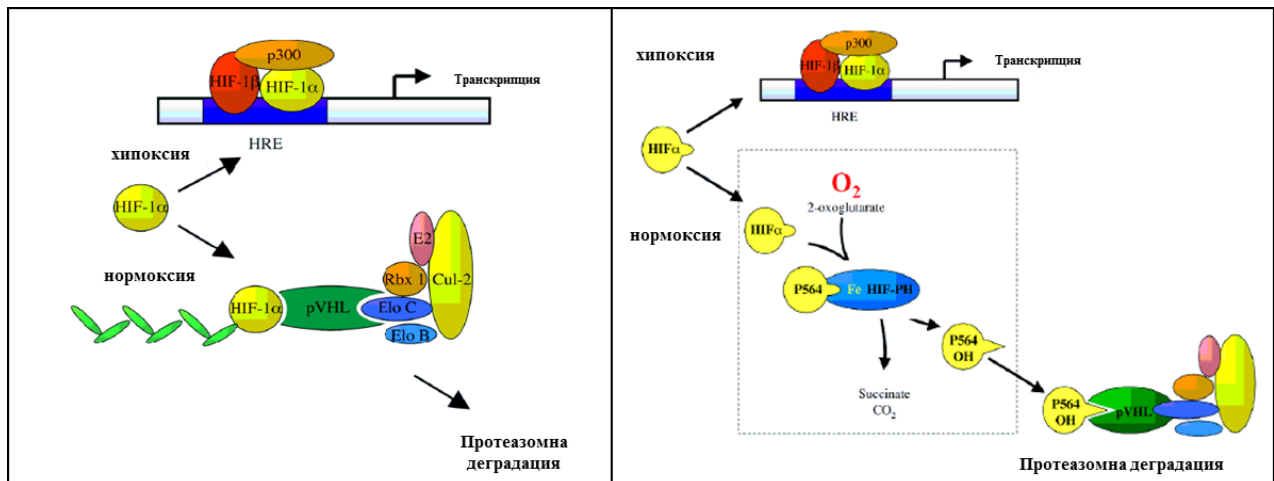 p300
HIF-1β
HIF-1α
Транскрипция
HRE
хипоксия
HIF-1α
нормоксия
E2
Rbx 1
Cul-2
HIF-1α
pVHL
Elo C
Elo B
Протеазомна
деградация
хипоксия
p300
HIF-1β
HIF-1α
Транскрипция
HRE
HIFα
O2
2-oxoglutarate
нормоксия
HIFα
P564
Fe HIF-PH
P564
OH
Succinate
CO2
P564
OH
pVHL
Протеазомна деградация